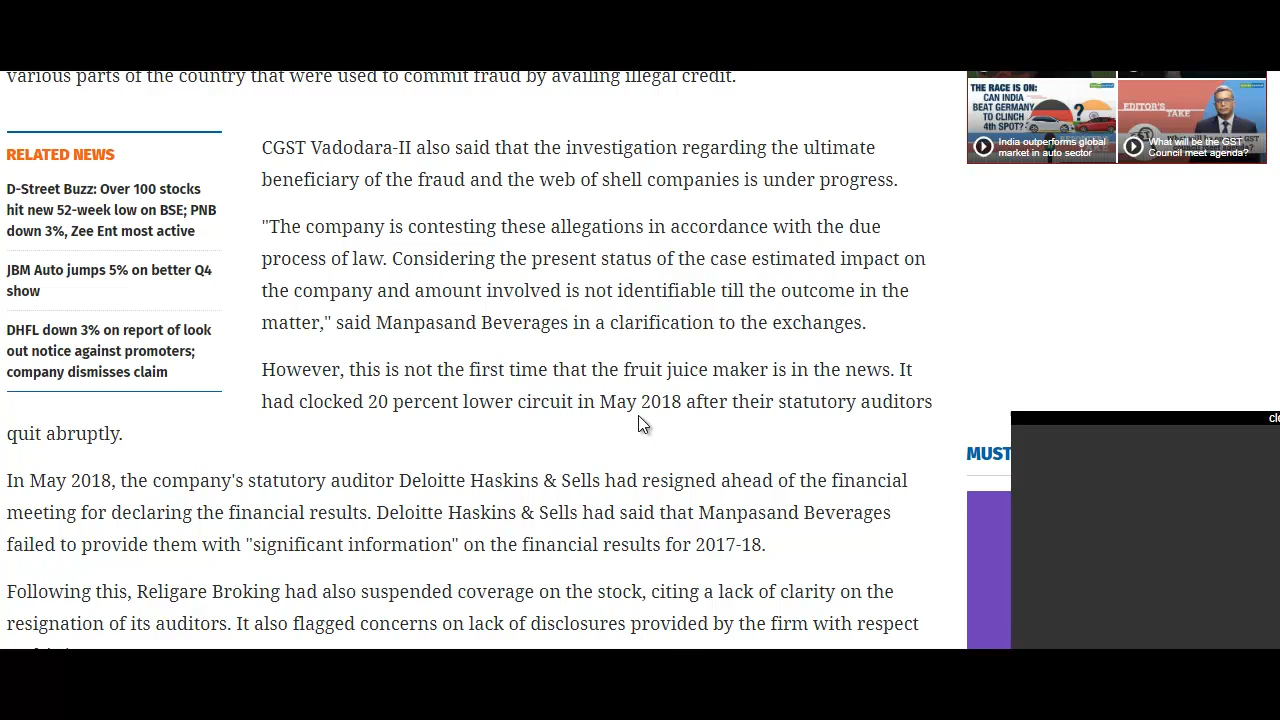 various parts of the country that were used to commit fraud by availing illegal credit.
RELATED NEWS
D-Street Buzz: Over 100 stocks
hit new 52-week low on BSE; PNB
down 3%, Zee Ent most active
JBM Auto jumps 5% on better Q4
show
DHFL down 3% on report of look
out notice against promoters;
company dismisses claim
CGST Vadodara-II also said that the investigation regarding the ultimate
beneficiary of the fraud and the web of shell companies is under progress.
"The company is contesting these allegations in accordance with the due
process of law. Considering the present status of the case estimated impact on
the company and amount involved is not identifiable till the outcome in the
matter," said Manpasand Beverages in a clarification to the exchanges.
However, this is not the first time that the fruit juice maker is in the news. It
had clocked 20 percent lower circuit in May 2018 after their statutory auditors
quit abruptly.
In May 2018, the company's statutory auditor Deloitte Haskins & Sells had resigned ahead of the financial
meeting for declaring the financial results. Deloitte Haskins & Sells had said that Manpasand Beverages
failed to provide them with "significant information" on the financial results for 2017-18.
Following this, Religare Broking had also suspended coverage on the stock, citing a lack of clarity on the
resignation of its auditors. It also flagged concerns on lack of disclosures provided by the firm with respect
THE RACE IS ON:
CAN INDIA
BEAT GERMANY
TO CLINCH
4th SPOT?
?
India outperforms global
market in auto sector
EDITOR'S
TAKE
What will be the GST
Council meet agenda?
MUST
clo